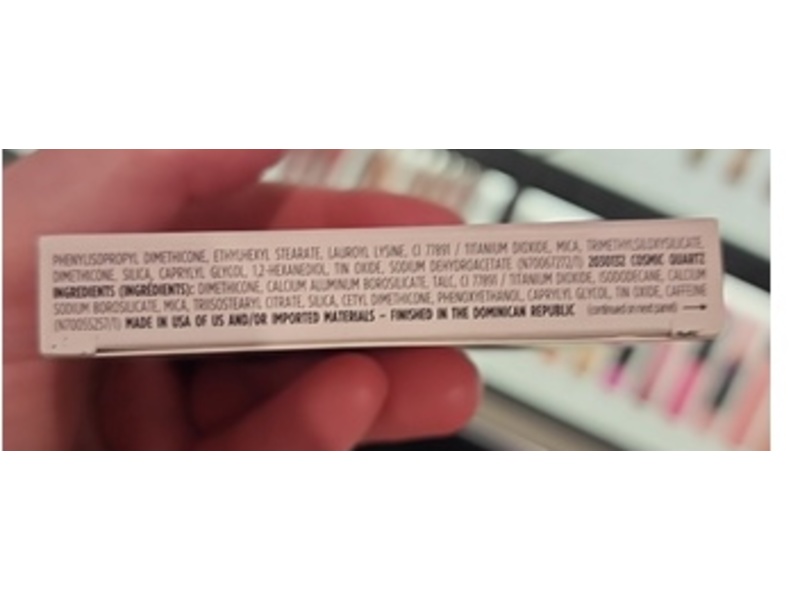 PHENYLISOPROPYL DIMETHICONE, ETHYLHEXYL STEARATE, LAUROYL LYSINE, CI 77891 / TITANIUM DIOXIDE, MICA, TRIMETHYLSILOXYSILICATE,
DIMETHICONE, SILICA, CAPRYLYL GLYCOL, 1,2-HEXANEDIOL, TIN OXIDE, SODIUM DEHYDROACETATE (N70067272/1) 2030132 COSMIC QUARTZ
INGREDIENTS (INGRÉDIENTS): DIMETHICONE, CALCIUM ALUMINUM BOROSILICATE, TALC, CI 77891 / TITANIUM DIOXIDE, ISODODECANE, CALCIUM
SODIUM BOROSILICATE, MICA, TRIISOSTEARYL CITRATE, SILICA, CETYL DIMETHICONE, PHENOXYETHANOL, CAPRYLYL GLYCOL, TIN OXIDE, CAFFEINE
(N70055257/1) MADE IN USA OF US AND/OR IMPORTED MATERIALS – FINISHED IN THE DOMINICAN REPUBLIC (continued on next panel)